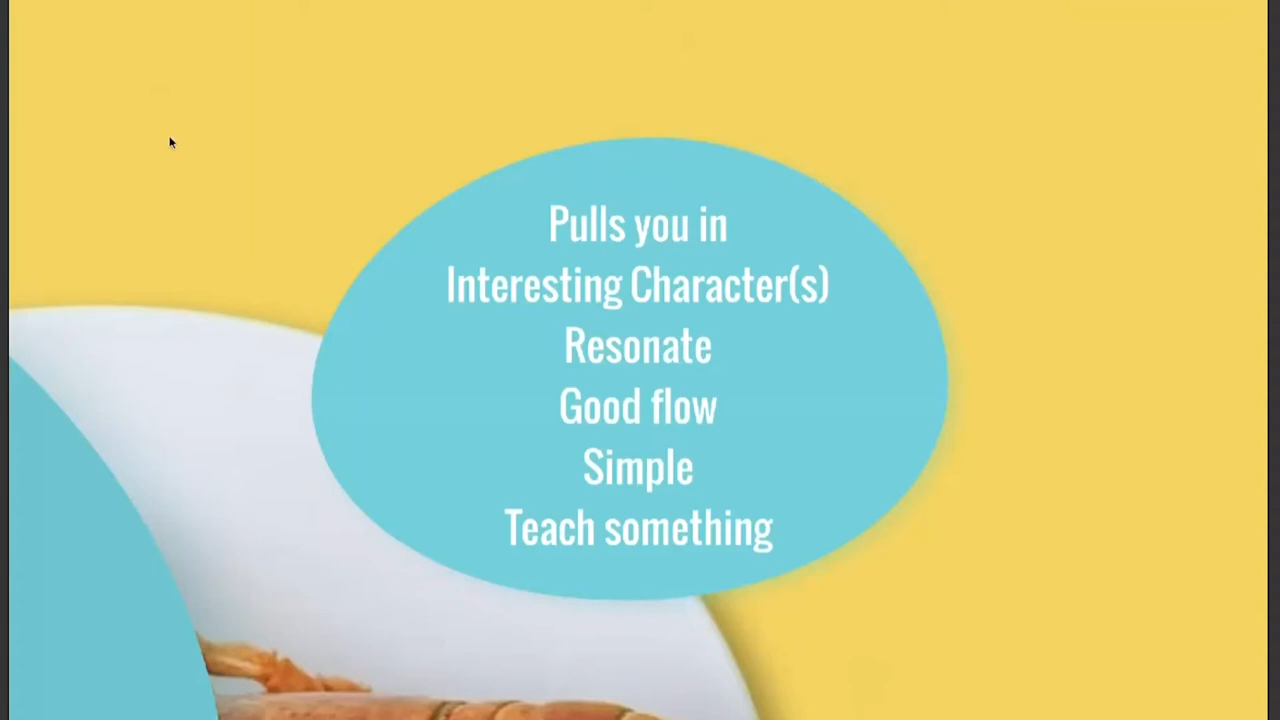 Pulls you in
Interesting Character(s)
Resonate
Good flow
Simple
Teach something